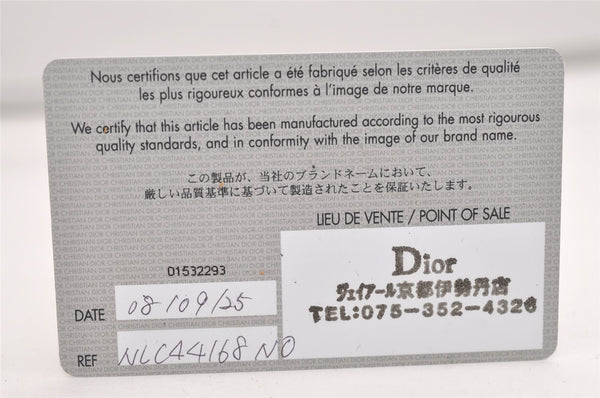 Nous certifions que cet article a été fabriqué selon les critères de qualité
les plus rigoureux conformes à l'image de notre marque.
We certify that this article has been manufactured according to the most rigourous
quality standards, and in conformity with the image of our brand name.
この製品が、当社のブランドネームにおいて、
厳しい品質基準に基づいて製造されたことを保証いたします。
LIEU DE VENTE / POINT OF SALE
01532293
Dior
ジェイアール京都伊勢丹店
TEL:075-352-4326
DATE 08/09/25
REF NLCA4168 NO